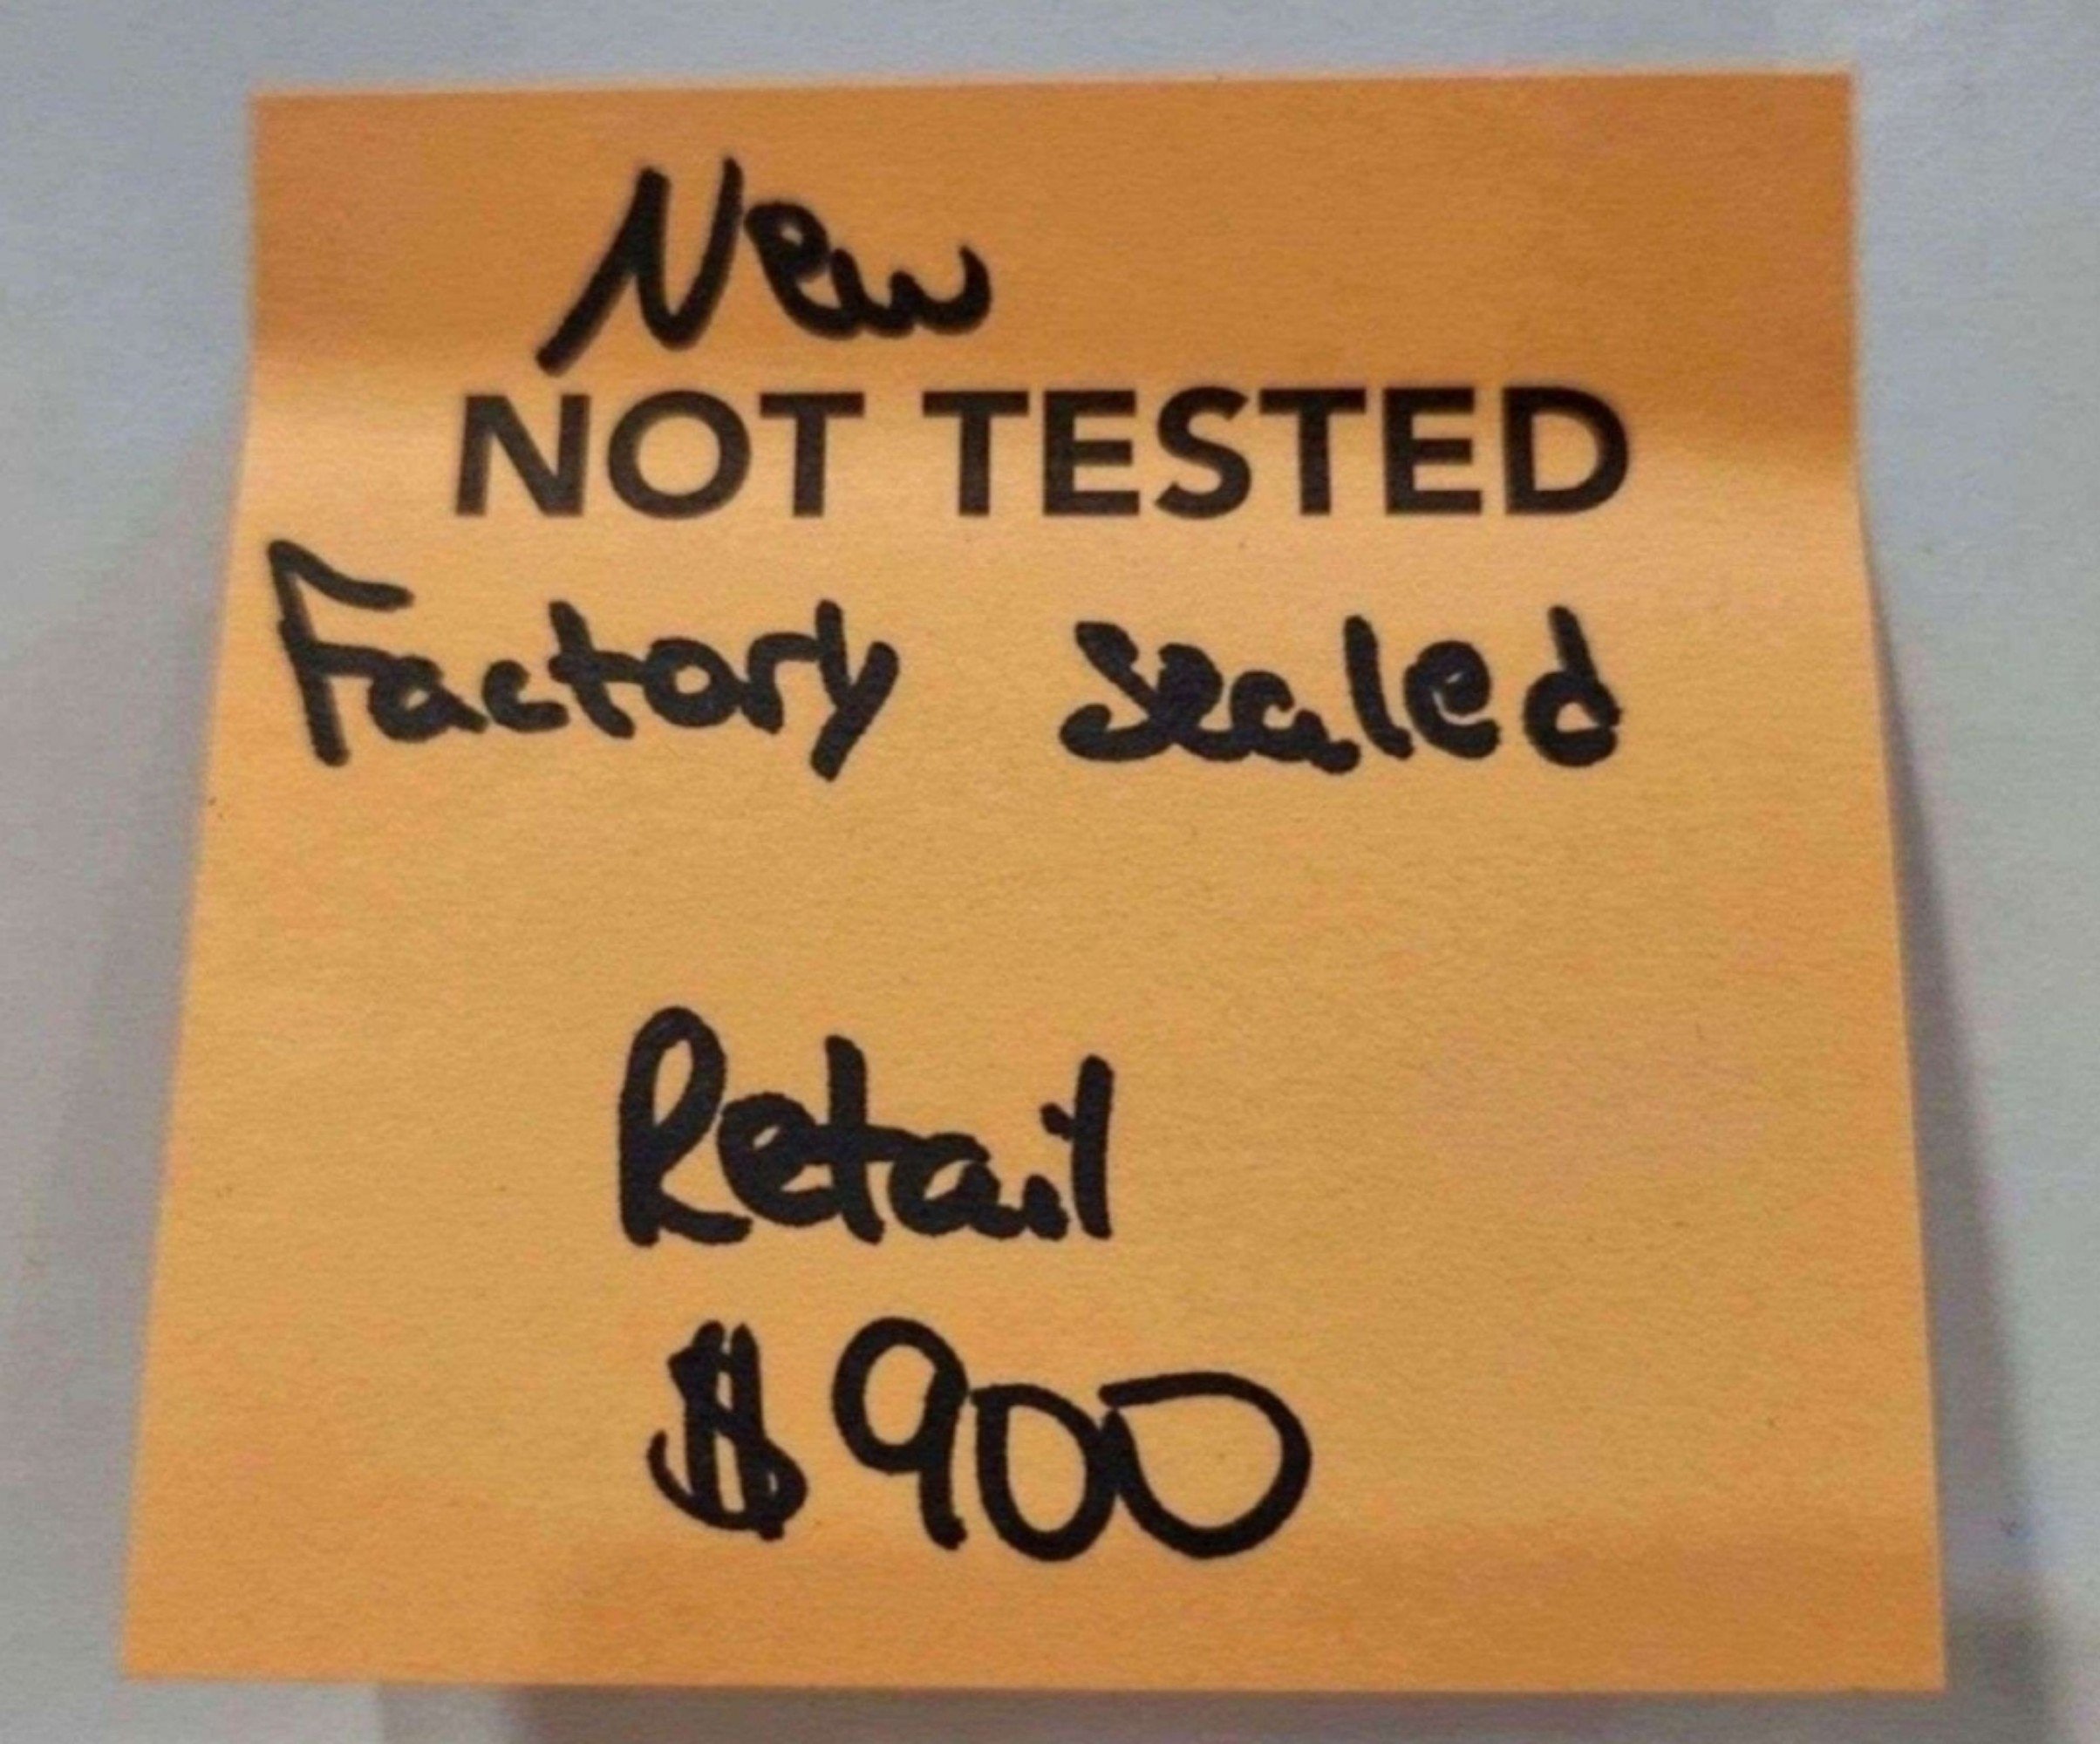 New
NOT TESTED
Factory sealed
Retail
$900